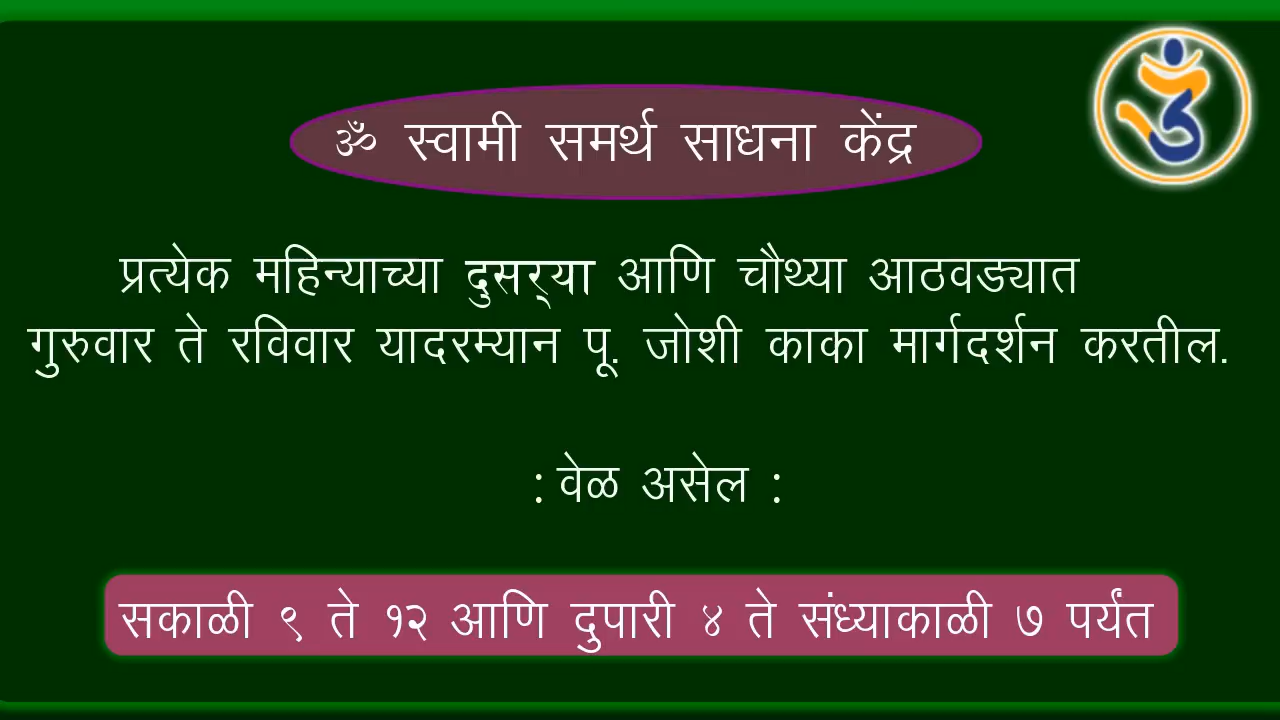 ॐ स्वामी समर्थ साधना केंद्र
प्रत्येक महिन्याच्या दुसर्‍या आणि चौथ्या आठवड्यात
गुरुवार ते रविवार यादरम्यान पू. जोशी काका मार्गदर्शन करतील.
: वेळ असेल :
सकाळी ९ ते १२ आणि दुपारी ४ ते संध्याकाळी ७ पर्यंत